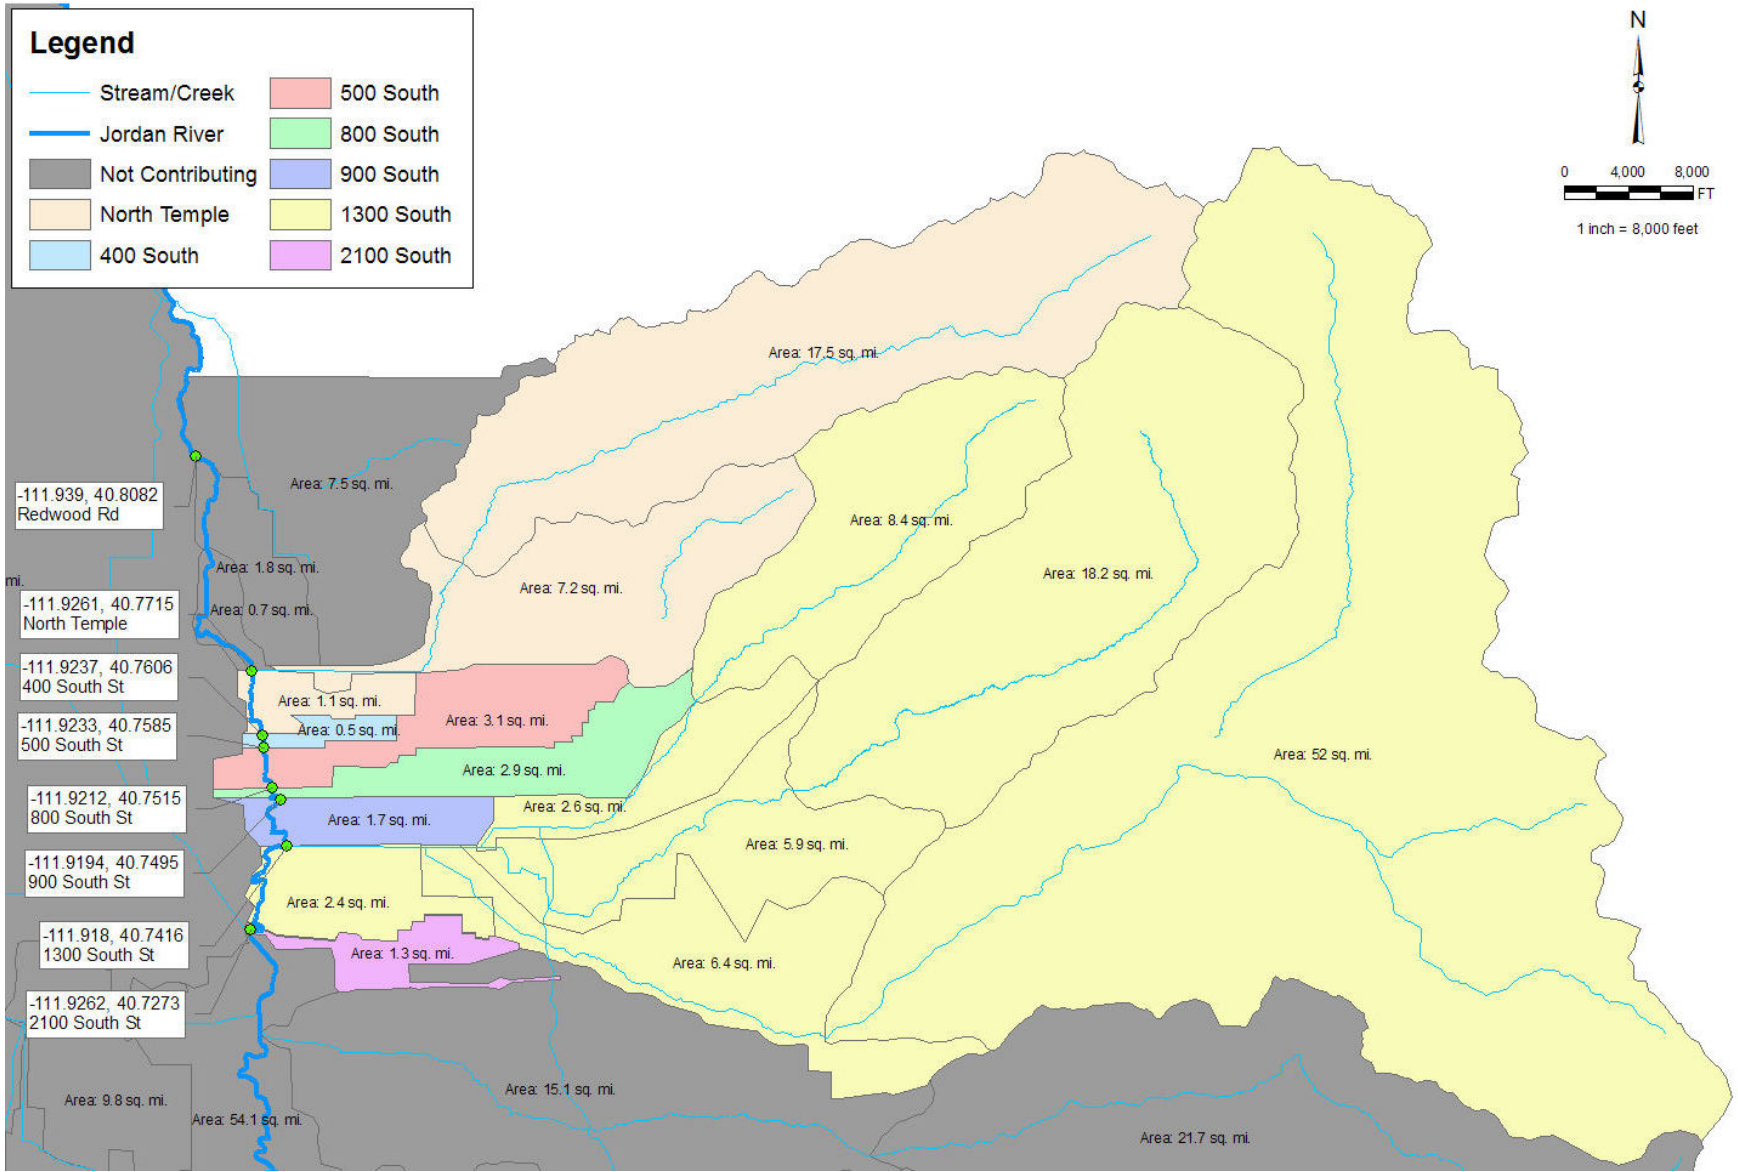 Legend
Stream/Creek
Jordan River
Not Contributing
North Temple
400 South
500 South
800 South
900 South
1300 South
2100 South
N
0 4,000 8,000
FT
1 inch = 8,000 feet
Area: 17.5 sq. mi.
Area: 7.5 sq. mi.
-111.939, 40.8082
Redwood Rd
Area: 8.4 sq. mi.
Area: 1.8 sq. mi.
Area: 18.2 sq. mi.
mi.
Area: 7.2 sq. mi.
-111.9261, 40.7715
North Temple
Area: 0.7 sq. mi.
-111.9237, 40.7606
400 South St
Area: 1.1 sq. mi.
Area: 3.1 sq. mi.
Area: 0.5 sq. mi.
-111.9233, 40.7585
500 South St
Area: 52 sq. mi.
Area: 2.9 sq. mi.
-111.9212, 40.7515
800 South St
Area: 2.6 sq. mi.
Area: 1.7 sq. mi.
Area: 5.9 sq. mi.
-111.9194, 40.7495
900 South St
Area: 2.4 sq. mi.
-111.918, 40.7416
1300 South St
Area: 1.3 sq. mi.
Area: 6.4 sq. mi.
-111.9262, 40.7273
2100 South St
Area: 15.1 sq. mi.
Area: 9.8 sq. mi.
Area: 54.1 sq. mi.
Area: 21.7 sq. mi.